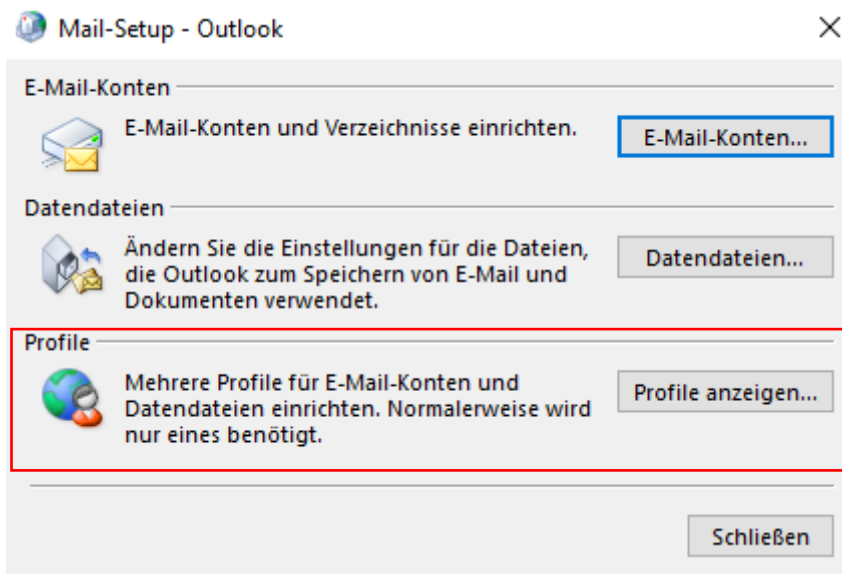 Mail-Setup - Outlook
E-Mail-Konten
E-Mail-Konten und Verzeichnisse einrichten.
E-Mail-Konten...
Datendateien
Ändern Sie die Einstellungen für die Dateien,
die Outlook zum Speichern von E-Mail und
Dokumenten verwendet.
Datendateien...
Profile
Mehrere Profile für E-Mail-Konten und
Datendateien einrichten. Normalerweise wird
nur eines benötigt.
Profile anzeigen...
Schließen